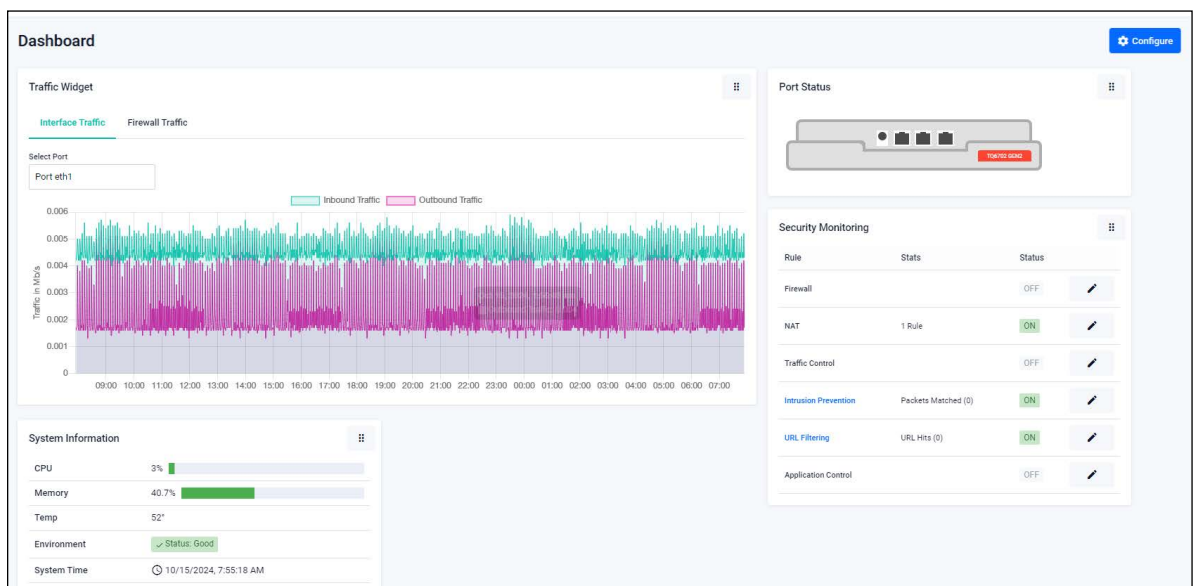 Dashboard
Configure
Traffic Widget
Interface Traffic Firewall Traffic
Select Port
Port eth1
Inbound Traffic Outbound Traffic
Traffic in Mb/s
0.006
0.005
0.004
0.003
0.002
0.001
0
09:00 10:00 11:00 12:00 13:00 14:00 15:00 16:00 17:00 18:00 19:00 20:00 21:00 22:00 23:00 00:00 01:00 02:00 03:00 04:00 05:00 06:00 07:00
Port Status
TQ6702 GEN2
Security Monitoring
Rule Stats Status
Firewall OFF
NAT 1 Rule ON
Traffic Control OFF
Intrusion Prevention Packets Matched (0) ON
URL Filtering URL Hits (0) ON
Application Control OFF
System Information
CPU 3%
Memory 40.7%
Temp 52°
Environment Status: Good
System Time 10/15/2024, 7:55:18 AM